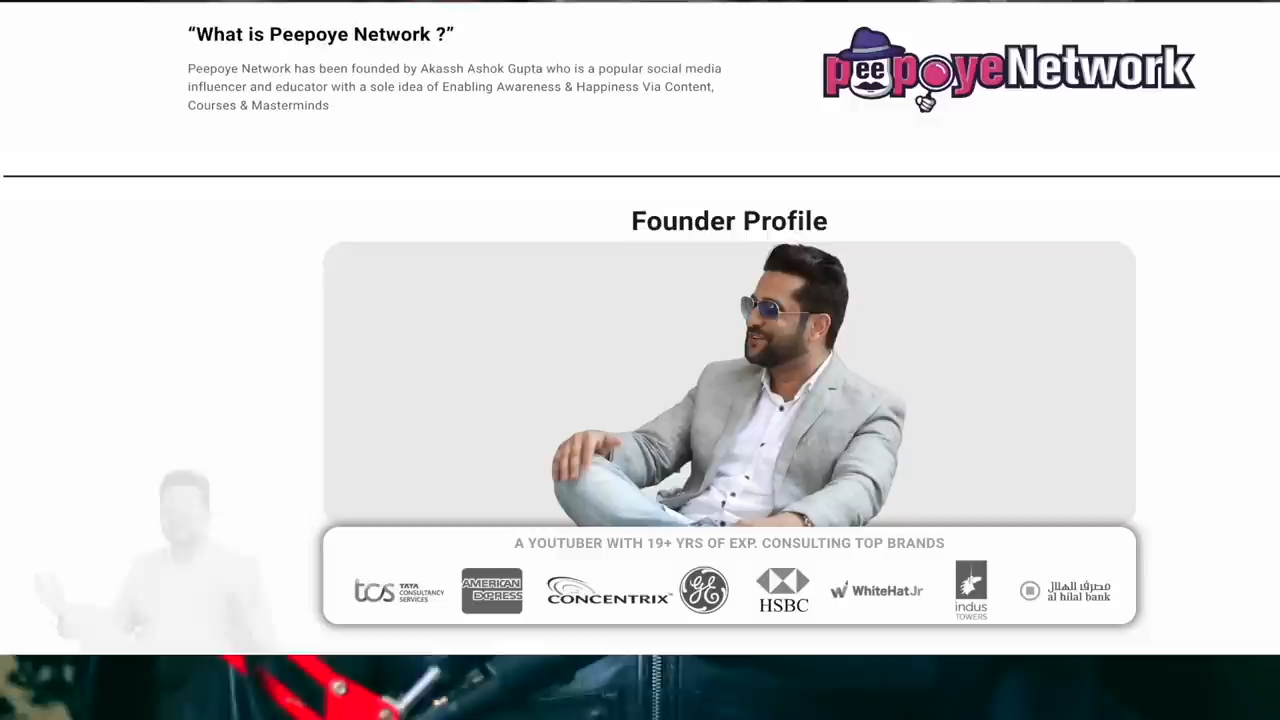 “What is Peepoye Network ?”
Peepoye Network has been founded by Akassh Ashok Gupta who is a popular social media
influencer and educator with a sole idea of Enabling Awareness & Happiness Via Content,
Courses & Masterminds
peepoyeNetwork
Founder Profile
A YOUTUBER WITH 19+ YRS OF EXP. CONSULTING TOP BRANDS
tcs TATA
CONSULTANCY
SERVICES
AMERICAN
EXPRESS
CONCENTRIX™
GE
HSBC
WhiteHatJr
indus
TOWERS
مصرف الهلال
al hilal bank